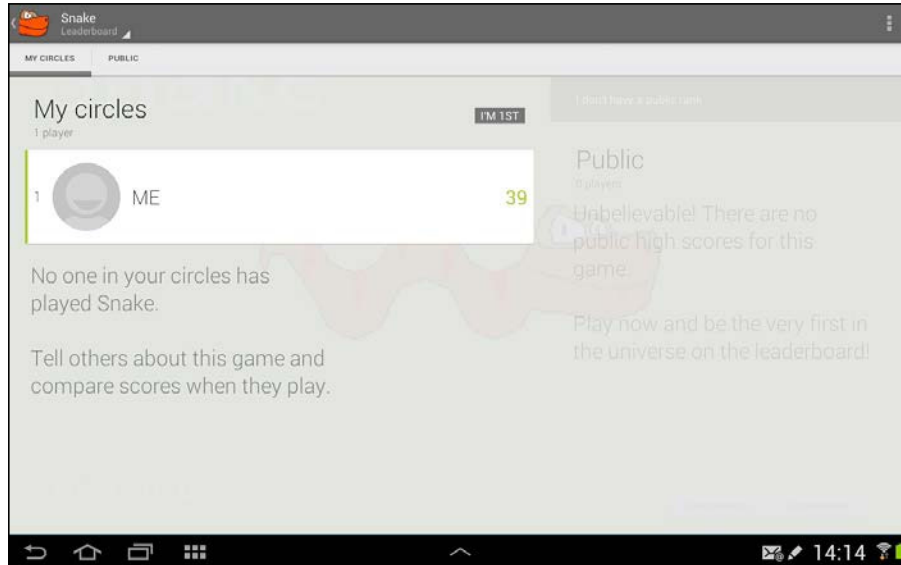 Snake
Leaderboard
MY CIRCLES
PUBLIC
My circles
1 player
I'M 1ST
1
ME
39
No one in your circles has
played Snake.
Tell others about this game and
compare scores when they play.
I don't have a public rank
Public
0 players
Unbelievable! There are no
public high scores for this
game.
Play now and be the very first in
the universe on the leaderboard!
14:14